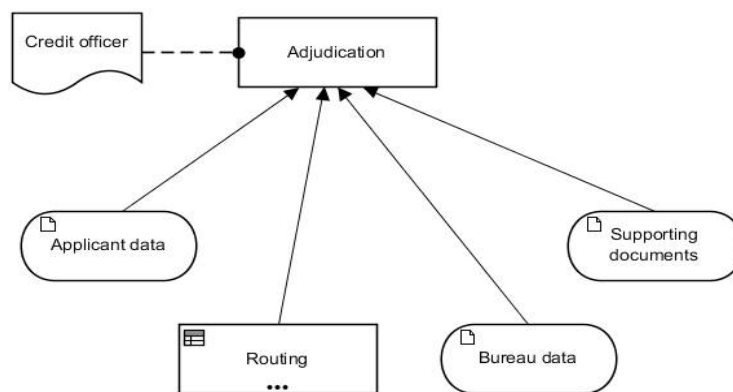 Credit officer
Adjudication
Applicant data
Supporting
documents
Routing
Bureau data